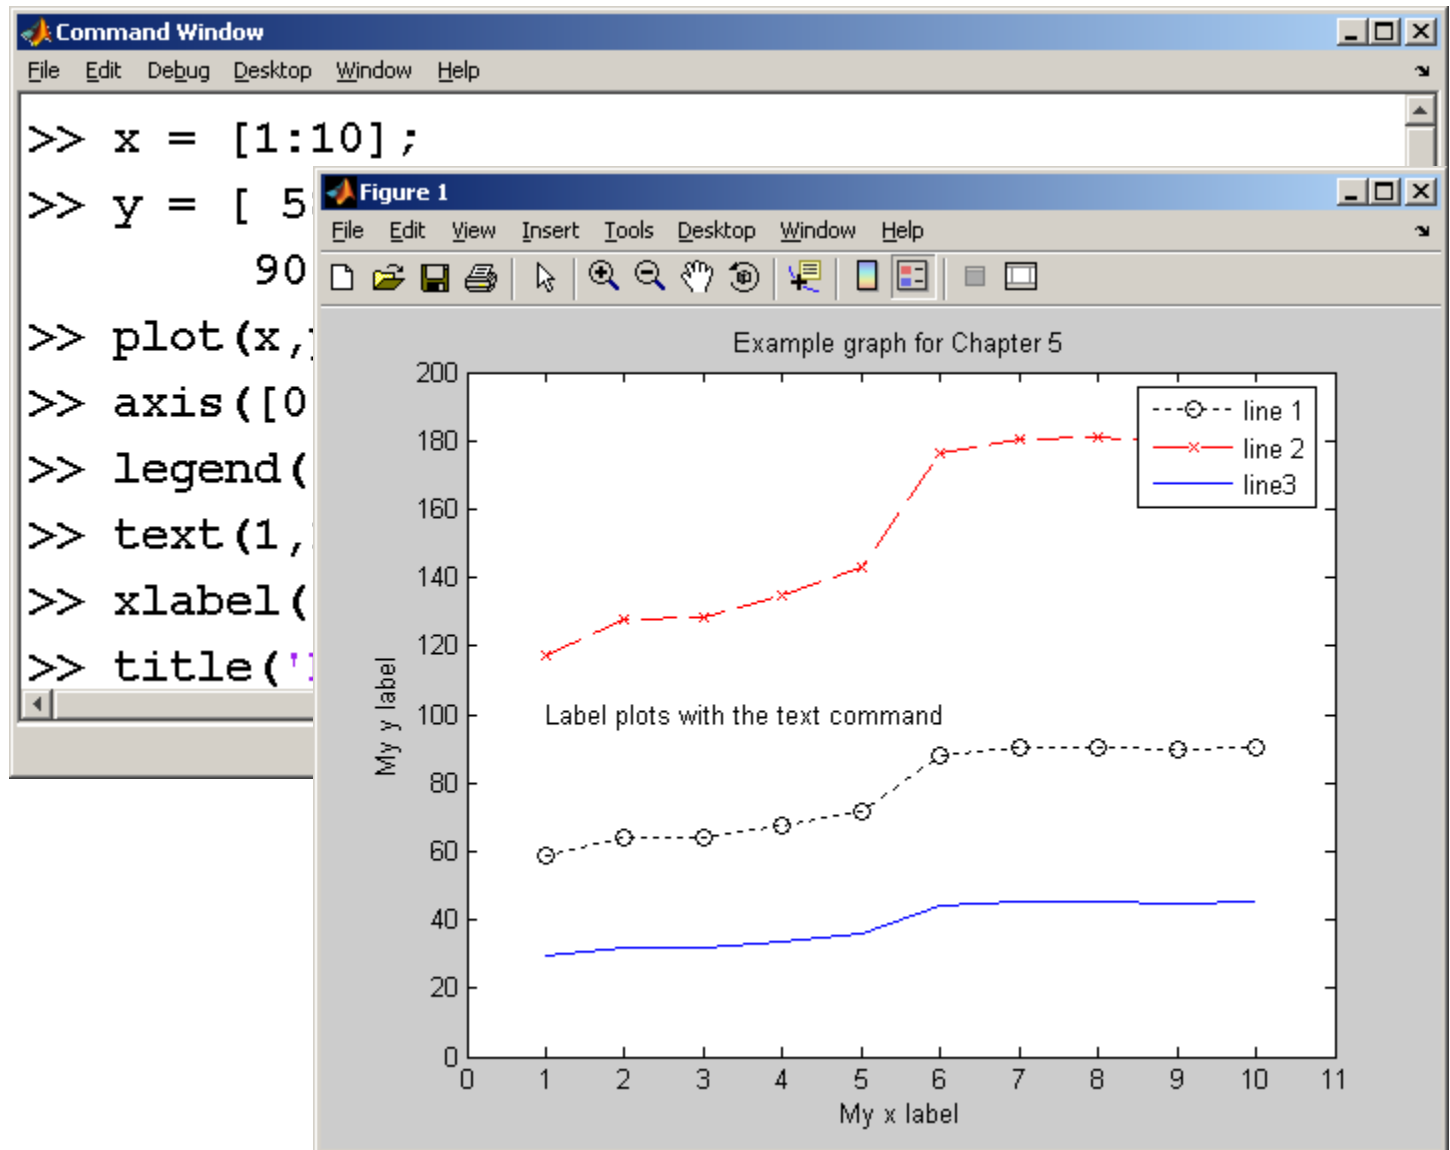 Command Window
File Edit Debug Desktop Window Help
>> x = [1:10];
>> y = [ 5
90
>> plot(x,
>> axis([0
>> legend(
>> text(1,
>> xlabel(
>> title('
Figure 1
File Edit View Insert Tools Desktop Window Help
Example graph for Chapter 5
200
180
160
140
120
100
80
60
40
20
0
My y label
line 1
line 2
line3
Label plots with the text command
0 1 2 3 4 5 6 7 8 9 10 11
My x label